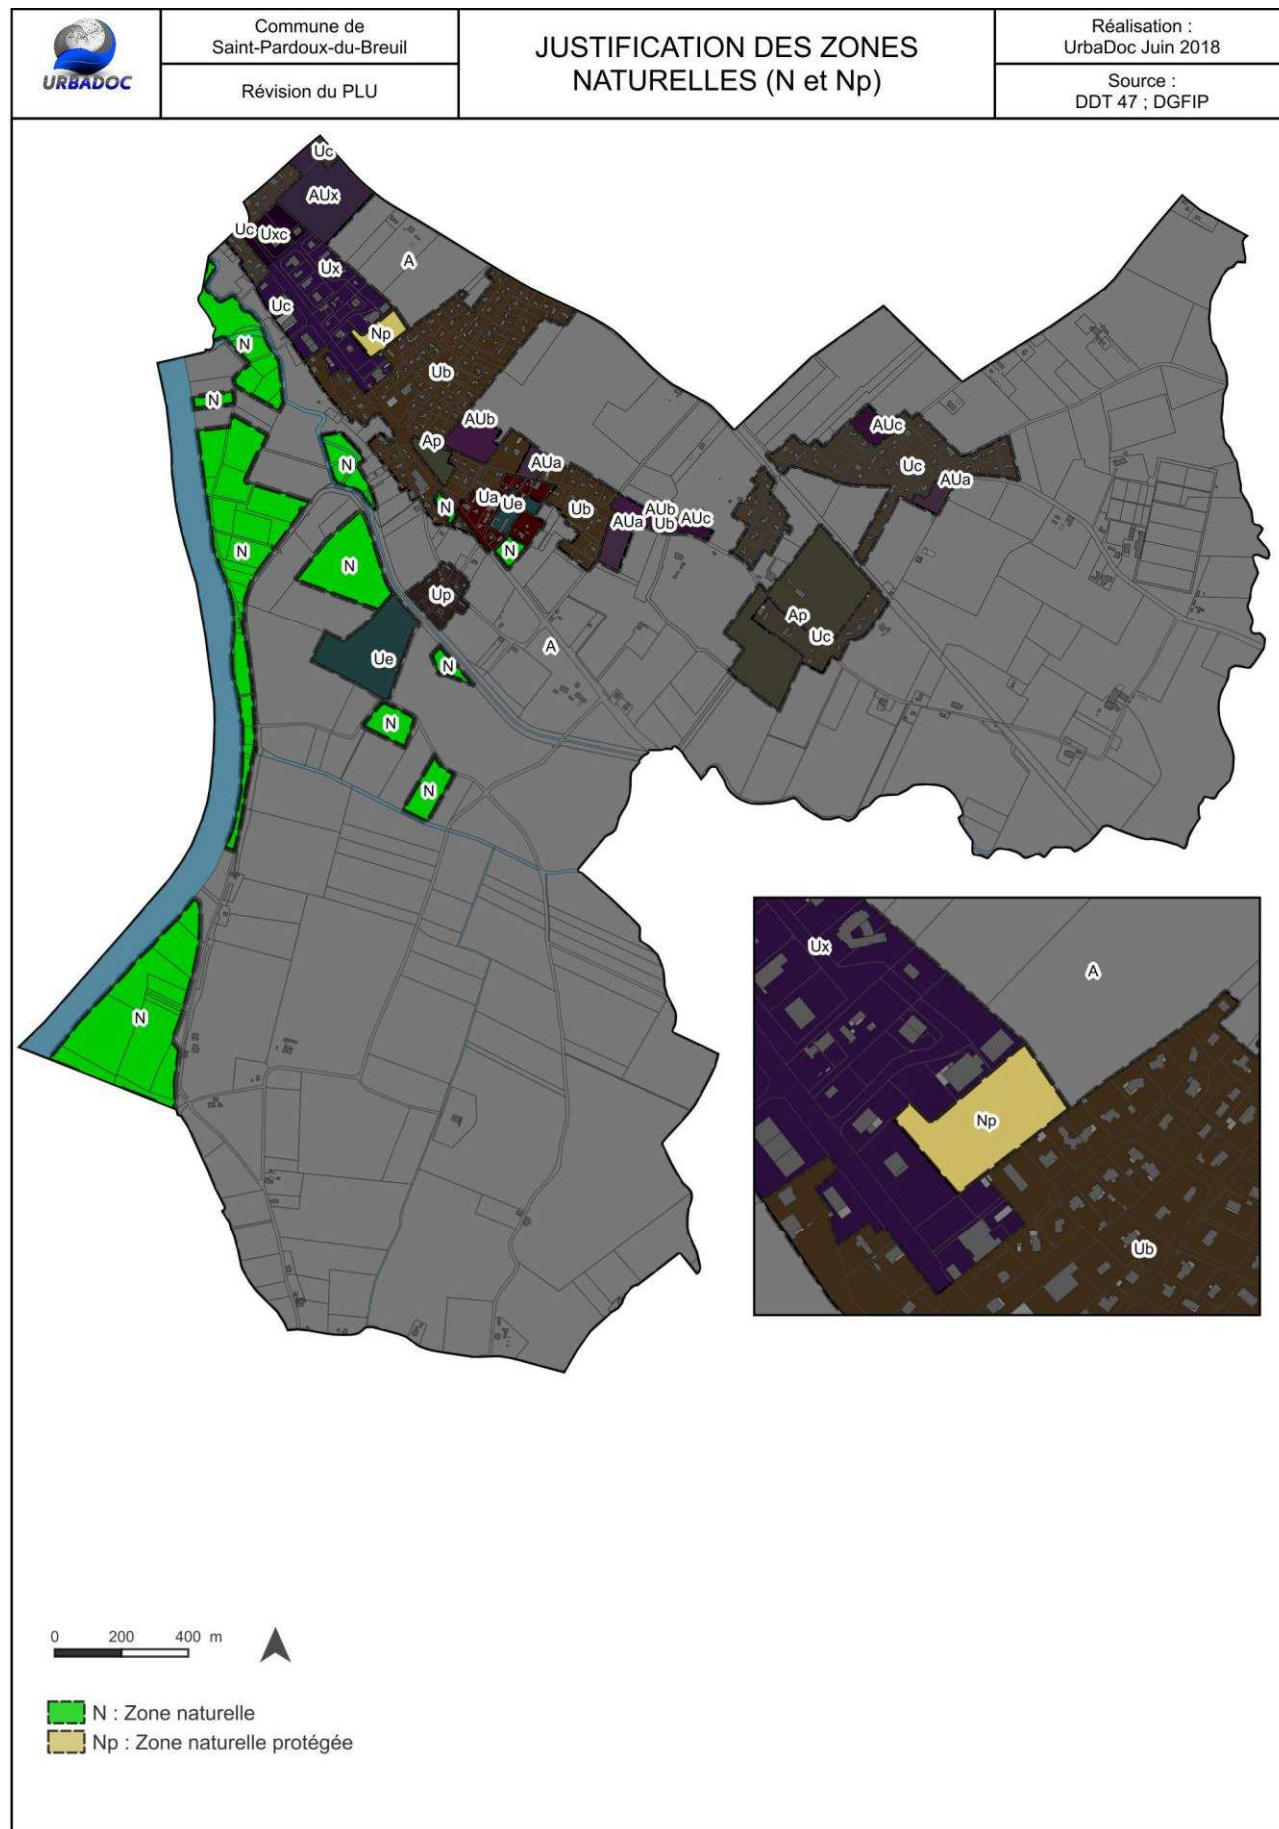 URBADOC
Commune de
Saint-Pardoux-du-Breuil
Révision du PLU
JUSTIFICATION DES ZONES
NATURELLES (N et Np)
Réalisation :
UrbaDoc Juin 2018
Source :
DDT 47 ; DGFIP
Uc
AUx
Uc
Uxc
Ux
A
Uc
Np
N
Ub
N
AUb
AUc
Ap
N
AUa
Uc
AUa
Ua
Ue
N
Ub
AUb
AUa
Ub
AUc
N
N
N
Up
Ap
Uc
A
Ue
N
N
N
N
Ux
A
Np
Ub
0 200 400 m
N : Zone naturelle
Np : Zone naturelle protégée